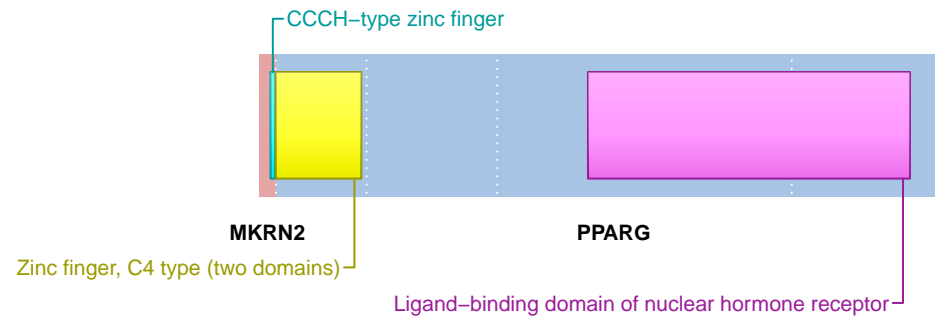 CCCH−type zinc finger
MKRN2 PPARG
Zinc finger, C4 type (two domains)
Ligand−binding domain of nuclear hormone receptor